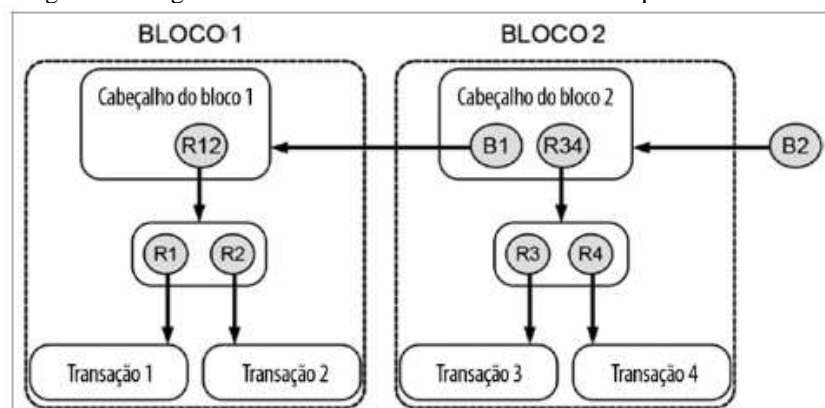 BLOCO 1 BLOCO 2
Cabeçalho do bloco 1 Cabeçalho do bloco 2
R12 B1 R34 B2
R1 R2 R3 R4
Transação 1 Transação 2 Transação 3 Transação 4